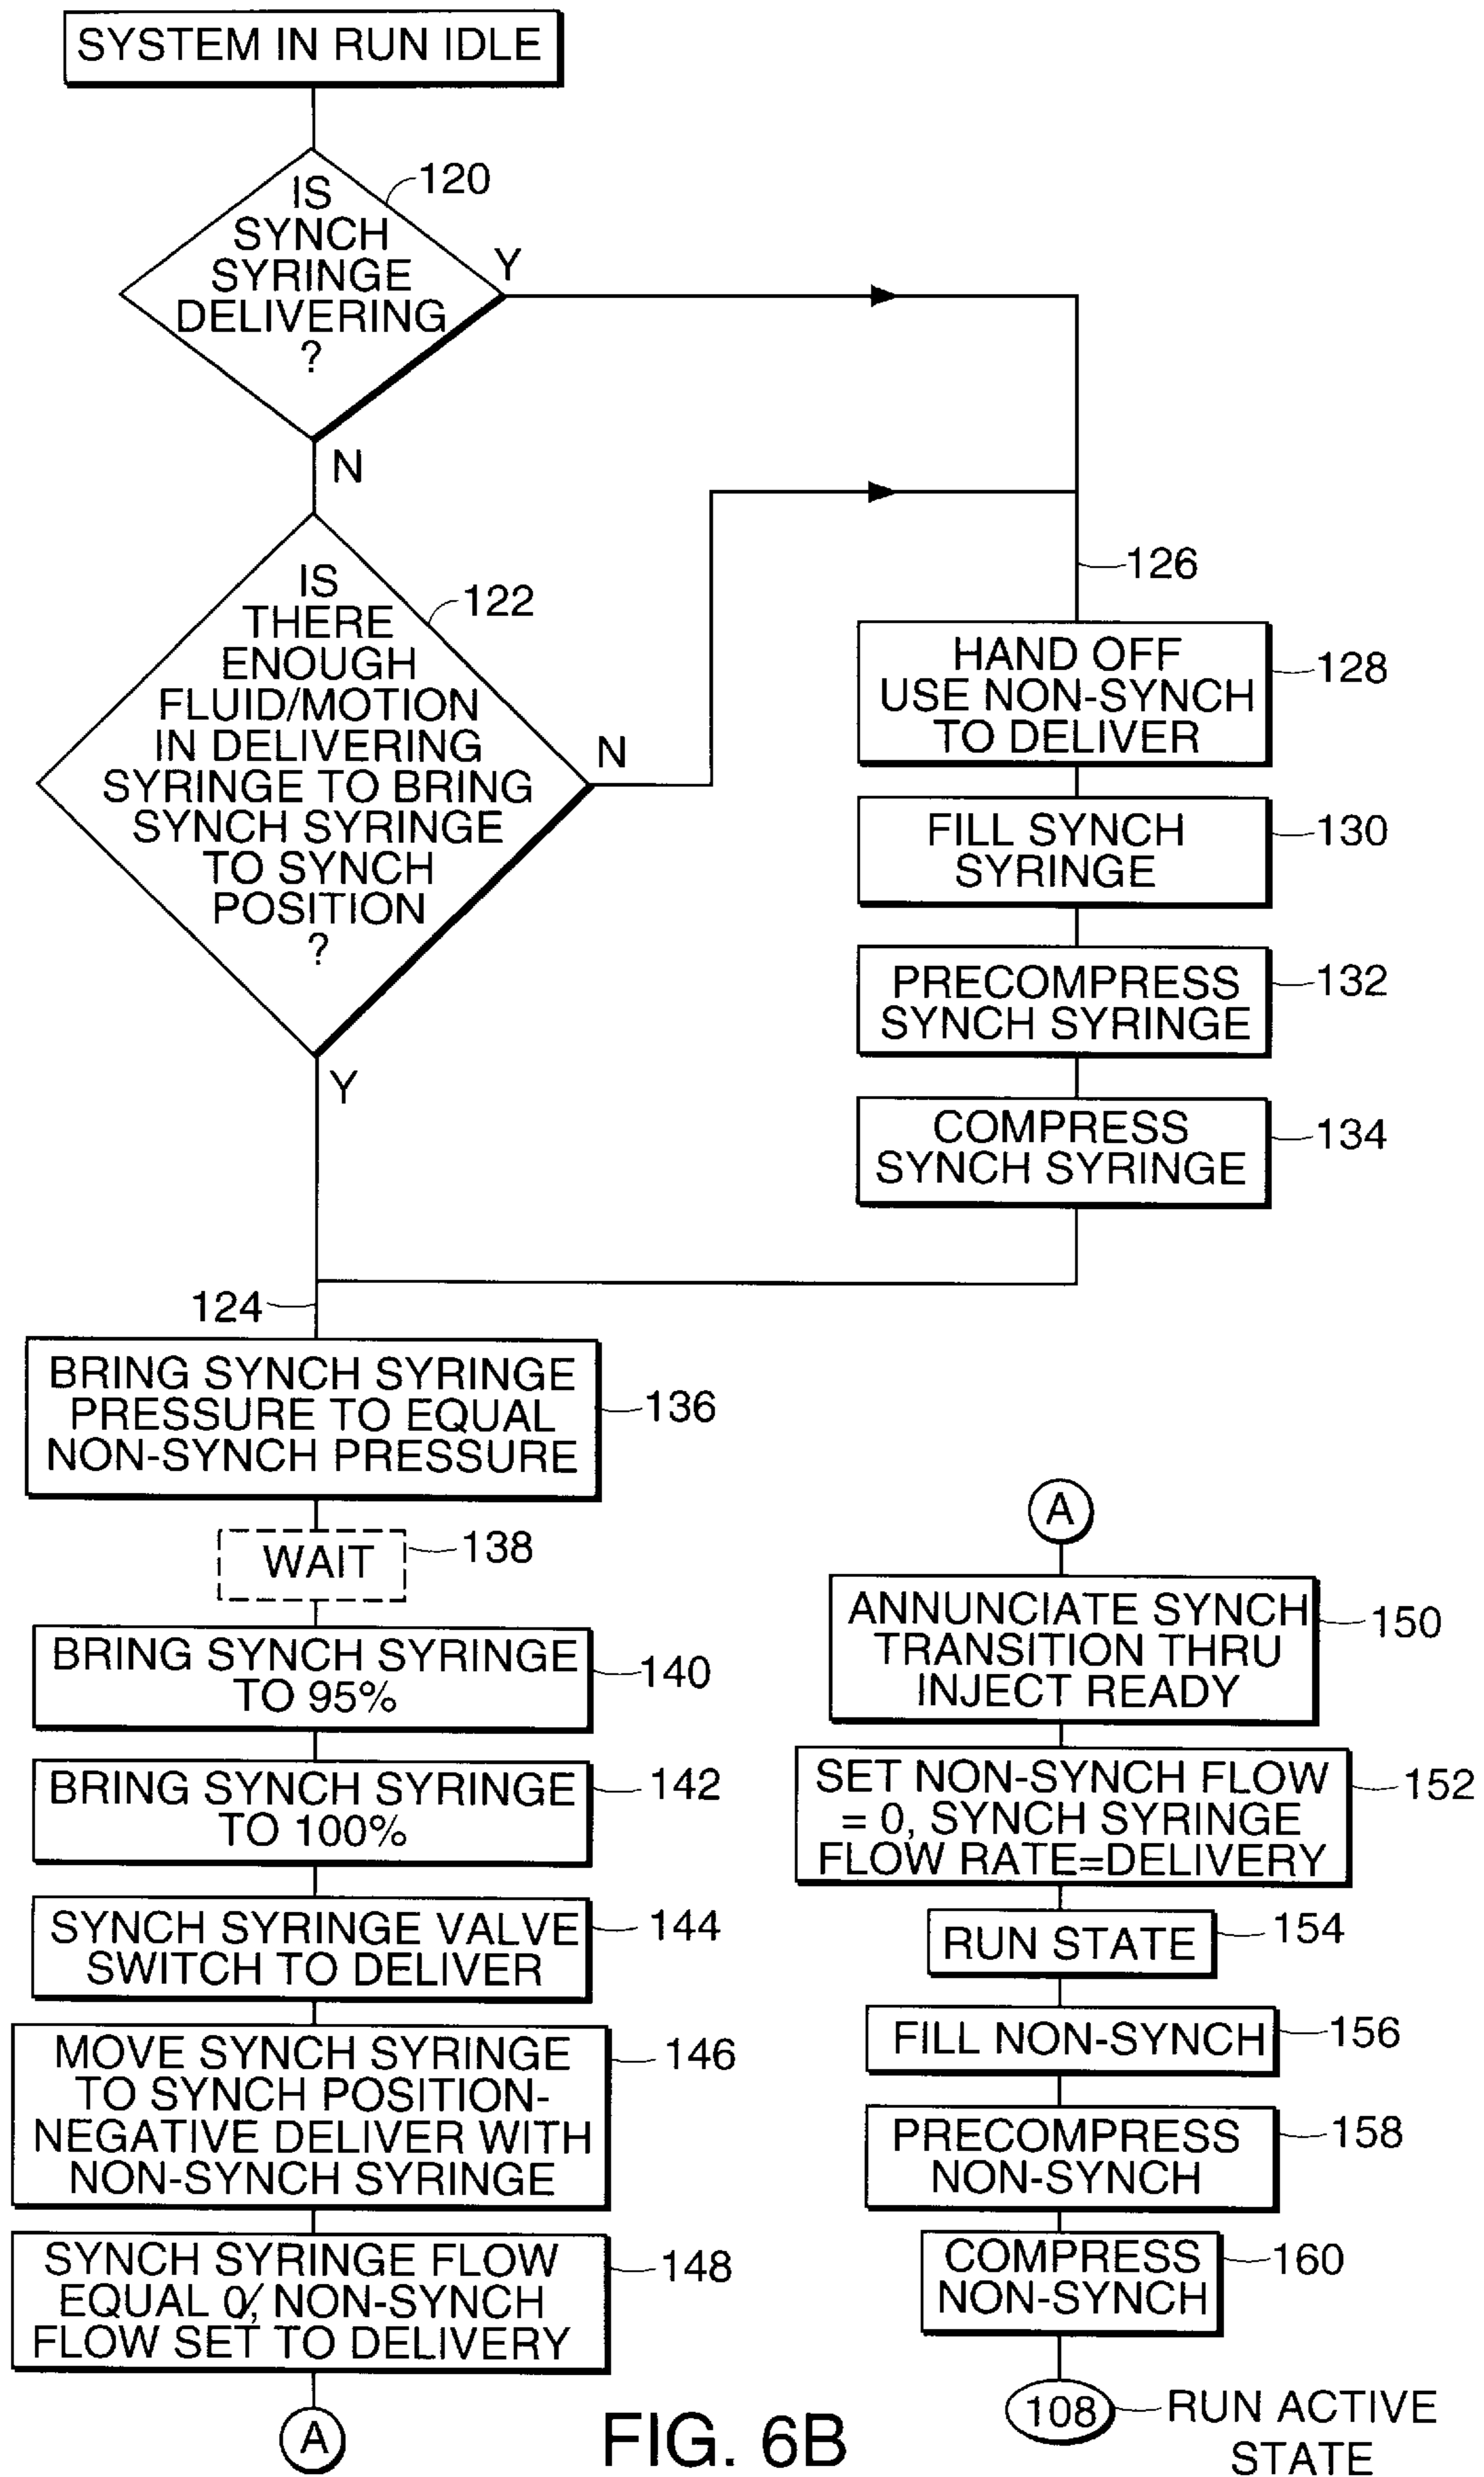 SYSTEM IN RUN IDLE
IS
SYNCH
SYRINGE
DELIVERING
?
120
Y
N
IS
THERE
ENOUGH
FLUID/MOTION
IN DELIVERING
SYRINGE TO BRING
SYNCH SYRINGE
TO SYNCH
POSITION
?
122
N
Y
126
HAND OFF
USE NON-SYNCH
TO DELIVER
128
FILL SYNCH
SYRINGE
130
PRECOMPRESS
SYNCH SYRINGE
132
COMPRESS
SYNCH SYRINGE
134
124
BRING SYNCH SYRINGE
PRESSURE TO EQUAL
NON-SYNCH PRESSURE
136
WAIT
138
BRING SYNCH SYRINGE
TO 95%
140
BRING SYNCH SYRINGE
TO 100%
142
SYNCH SYRINGE VALVE
SWITCH TO DELIVER
144
MOVE SYNCH SYRINGE
TO SYNCH POSITION-
NEGATIVE DELIVER WITH
NON-SYNCH SYRINGE
146
SYNCH SYRINGE FLOW
EQUAL 0̸, NON-SYNCH
FLOW SET TO DELIVERY
148
A
A
ANNUNCIATE SYNCH
TRANSITION THRU
INJECT READY
150
SET NON-SYNCH FLOW
= 0, SYNCH SYRINGE
FLOW RATE=DELIVERY
152
RUN STATE
154
FILL NON-SYNCH
156
PRECOMPRESS
NON-SYNCH
158
COMPRESS
NON-SYNCH
160
108
RUN ACTIVE
STATE
FIG. 6B